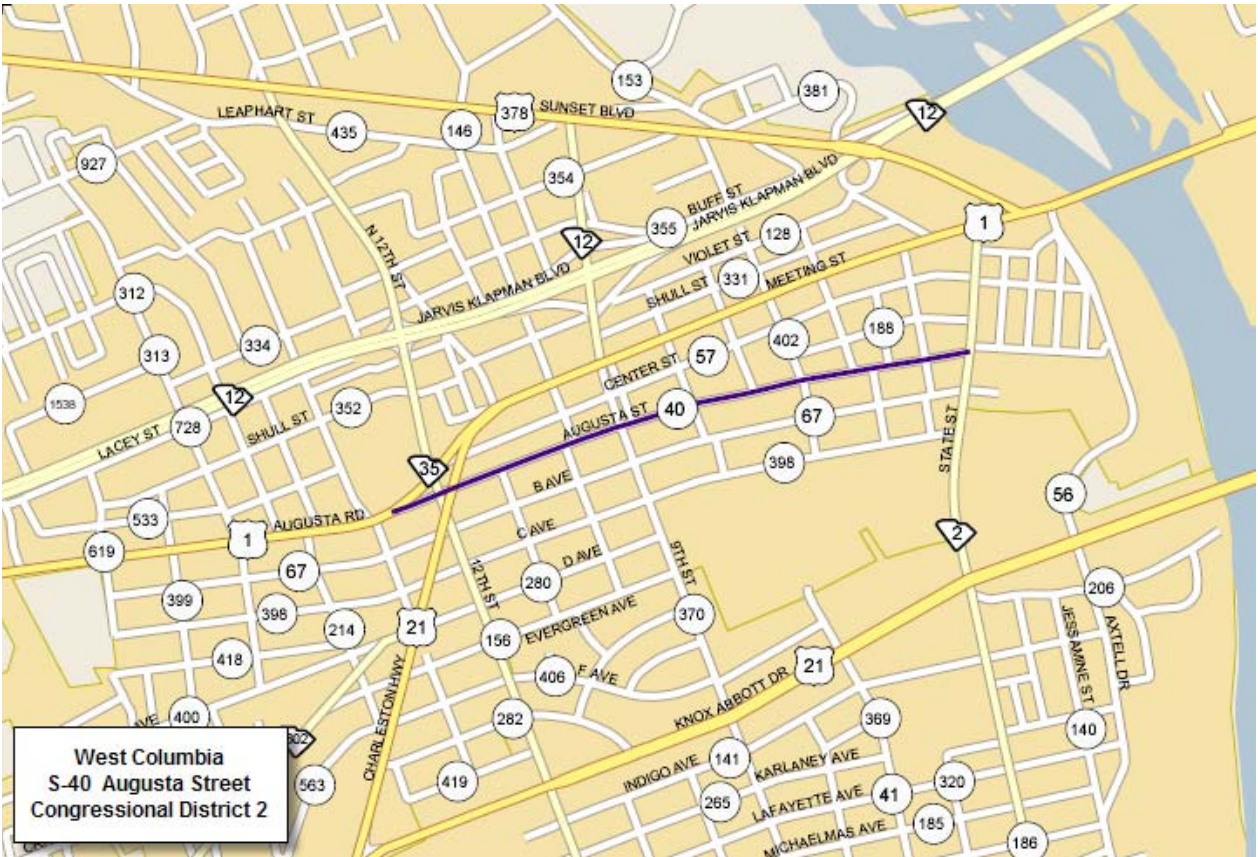 153
381
12
378
SUNSET BLVD
LEAPHART ST
435
146
927
354
BUFF ST
JARVIS KLAPMAN BLVD
355
128
1
N 12TH ST
12
VIOLET ST
331
MEETING ST
SHULL ST
312
JARVIS KLAPMAN BLVD
313
334
402
188
CENTER ST
57
1538
12
352
AUGUSTA ST
40
67
728
SHULL ST
LACEY ST
35
398
STATE ST
B AVE
56
533
AUGUSTA RD
1
C AVE
2
619
D AVE
9TH ST
67
280
12TH ST
206
399
398
214
21
EVERGREEN AVE
370
JESSAMINE ST
AXTELL DR
156
418
406
F AVE
21
KNOX ABBOTT DR
CHARLESTON HWY
400
AVE
282
369
140
141
INDIGO AVE
KARLANEY AVE
563
419
320
265
LAFAYETTE AVE
41
185
MICHAELMAS AVE
186
West Columbia
S-40 Augusta Street
Congressional District 2